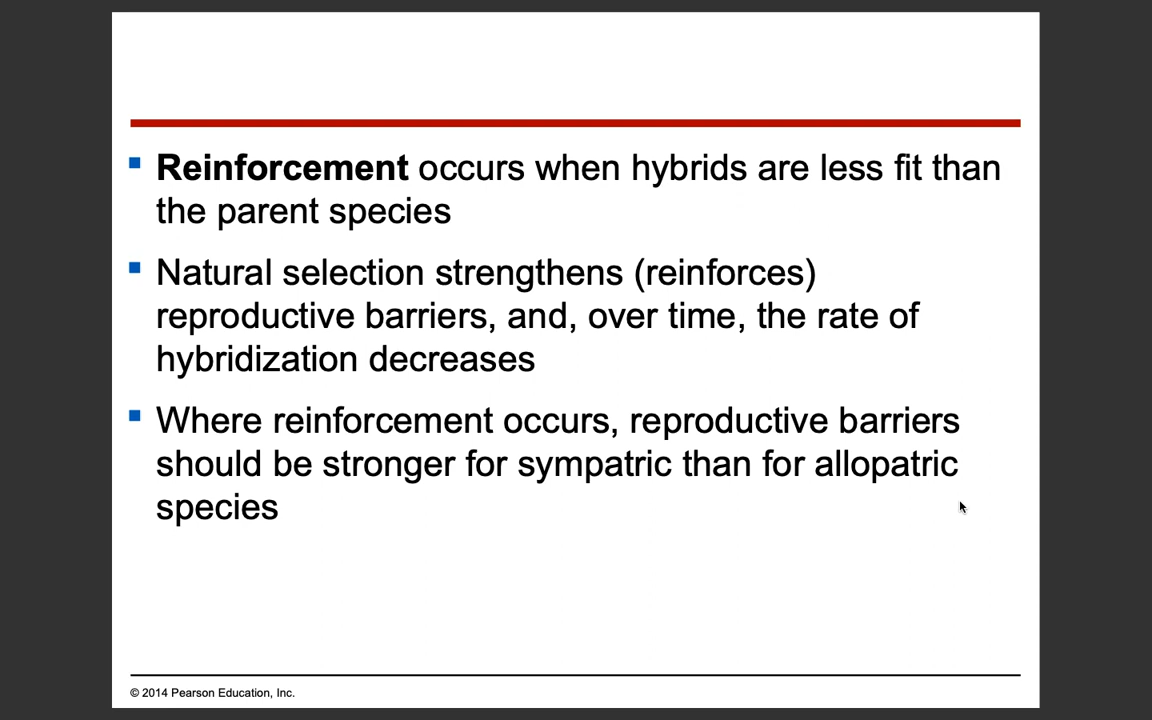 Reinforcement occurs when hybrids are less fit than
the parent species
Natural selection strengthens (reinforces)
reproductive barriers, and, over time, the rate of
hybridization decreases
Where reinforcement occurs, reproductive barriers
should be stronger for sympatric than for allopatric
species
© 2014 Pearson Education, Inc.